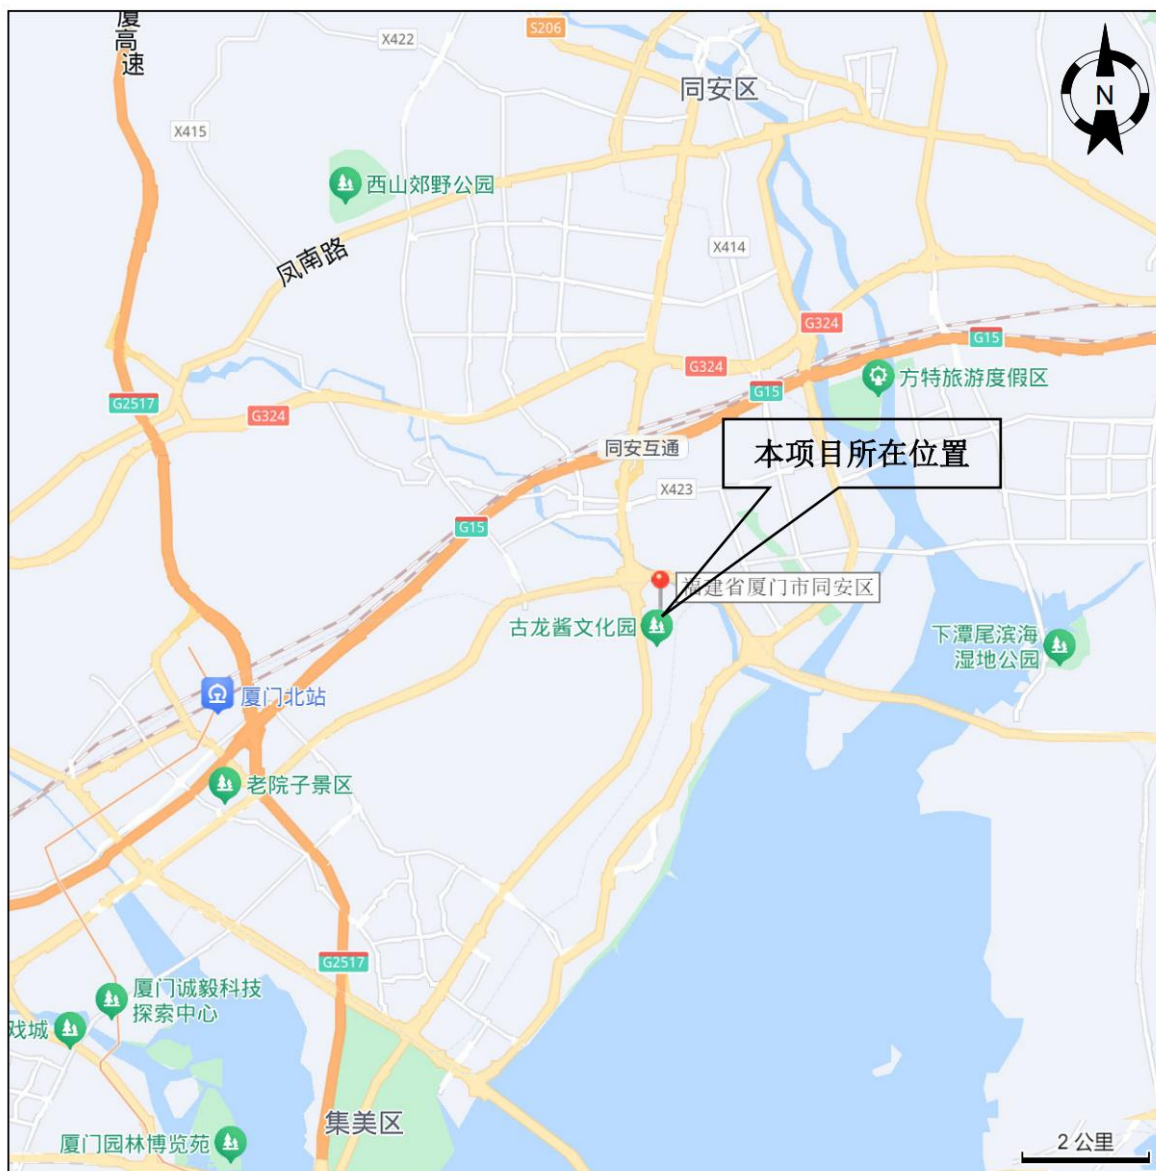 厦
高
速
X422
S206
同安区
N
X415
西山郊野公园
凤南路
X414
G324
G15
G324
方特旅游度假区
G15
G2517
G324
同安互通
本项目所在位置
X423
G15
福建省厦门市同安区
古龙酱文化园
下潭尾滨海
湿地公园
厦门北站
老院子景区
G2517
厦门诚毅科技
探索中心
戏城
集美区
厦门园林博览苑
2 公里